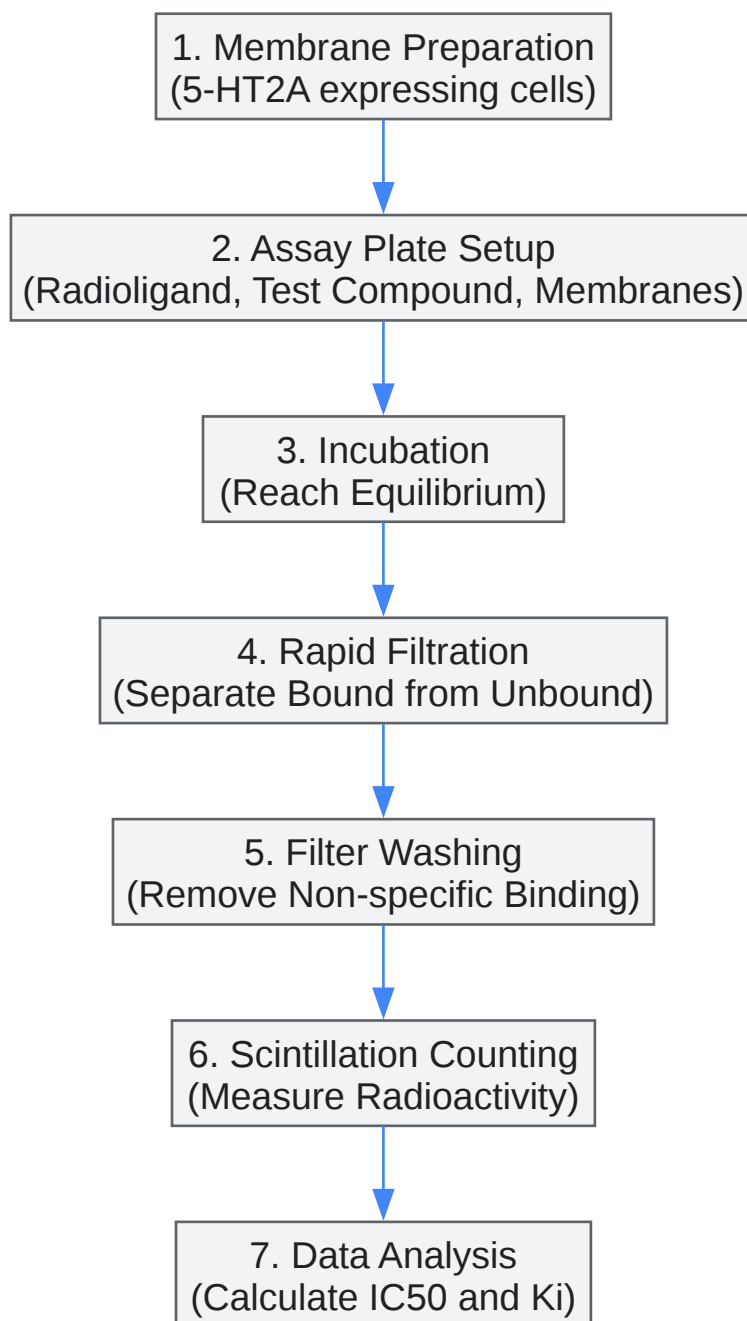 1. Membrane Preparation
(5-HT2A expressing cells)
2. Assay Plate Setup
(Radioligand, Test Compound, Membranes)
3. Incubation
(Reach Equilibrium)
4. Rapid Filtration
(Separate Bound from Unbound)
5. Filter Washing
(Remove Non-specific Binding)
6. Scintillation Counting
(Measure Radioactivity)
7. Data Analysis
(Calculate IC50 and Ki)